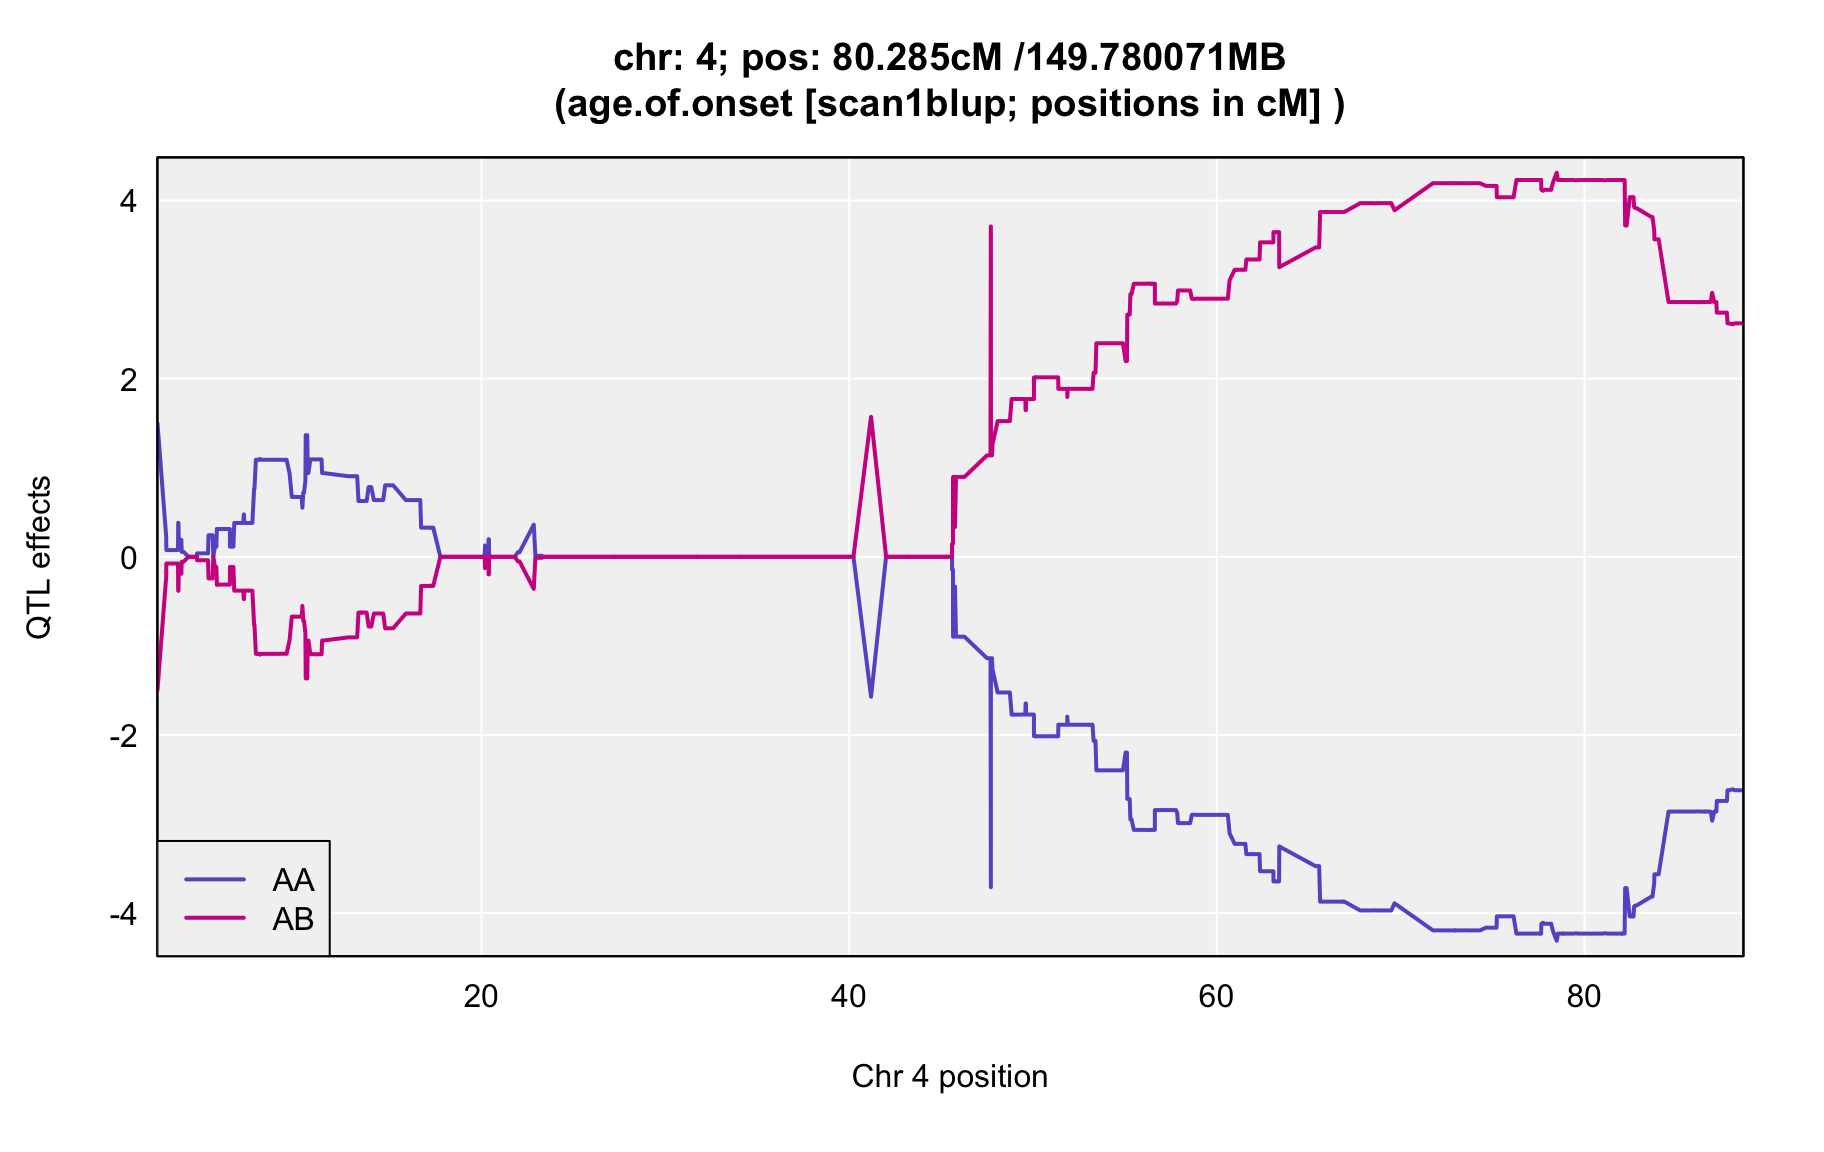 chr: 4; pos: 80.285cM /149.780071MB
(age.of.onset [scan1blup; positions in cM] )
4
2
0
-2
-4
QTL effects
AA
AB
20 40 60 80
Chr 4 position